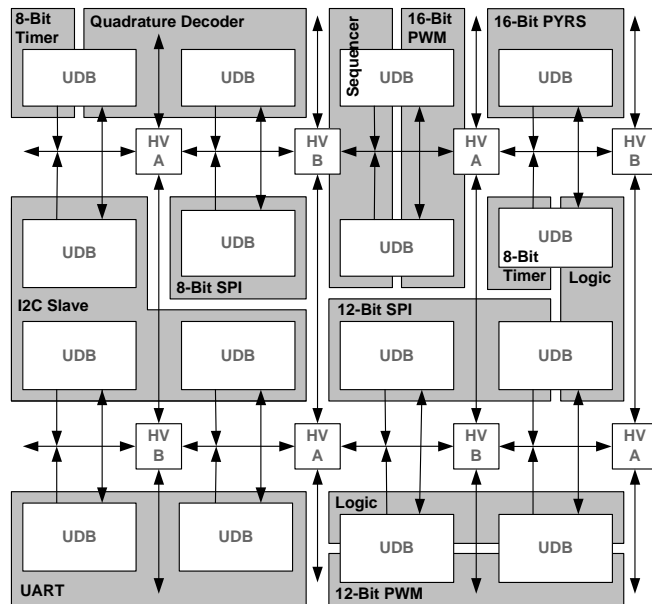 8-Bit
Timer
Quadrature Decoder
Sequencer
16-Bit
PWM
16-Bit PYRS
UDB
UDB
UDB
UDB
HV
A
HV
B
HV
A
HV
B
UDB
UDB
UDB
UDB
8-Bit
Timer
Logic
8-Bit SPI
I2C Slave
12-Bit SPI
UDB
UDB
UDB
UDB
HV
B
HV
A
HV
B
HV
A
Logic
UDB
UDB
UDB
UDB
UART
12-Bit PWM